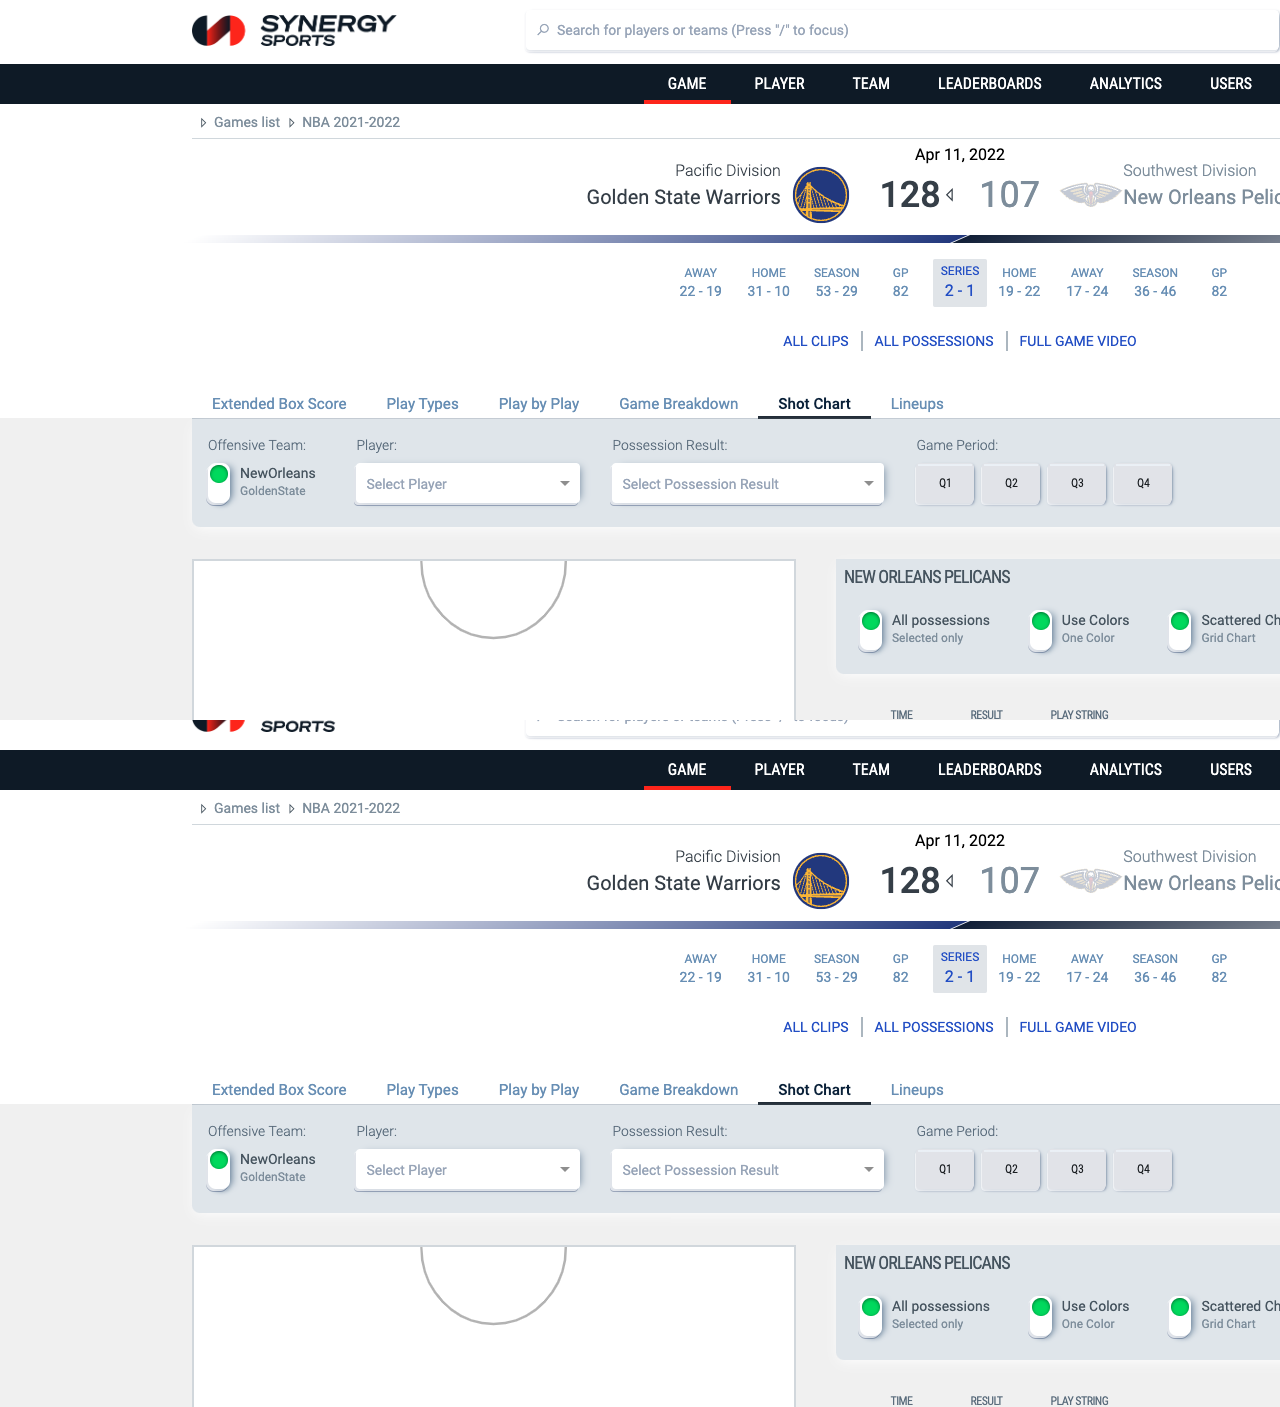 SYNERGY
SPORTS
Search for players or teams (Press "/" to focus)
GAME PLAYER TEAM LEADERBOARDS ANALYTICS USERS
Games list NBA 2021-2022
Apr 11, 2022
Pacific Division Southwest Division
Golden State Warriors 128 107 New Orleans Pelic
AWAY HOME SEASON GP SERIES HOME AWAY SEASON GP
22 - 19 31 - 10 53 - 29 82 2 - 1 19 - 22 17 - 24 36 - 46 82
ALL CLIPS ALL POSSESSIONS FULL GAME VIDEO
Extended Box Score Play Types Play by Play Game Breakdown Shot Chart Lineups
Offensive Team: Player: Possession Result: Game Period:
NewOrleans
GoldenState
Select Player Select Possession Result Q1 Q2 Q3 Q4
NEW ORLEANS PELICANS
All possessions Use Colors Scattered Ch
Selected only One Color Grid Chart
TIME RESULT PLAY STRING
SPORTS
GAME PLAYER TEAM LEADERBOARDS ANALYTICS USERS
Games list NBA 2021-2022
Apr 11, 2022
Pacific Division Southwest Division
Golden State Warriors 128 107 New Orleans Pelic
AWAY HOME SEASON GP SERIES HOME AWAY SEASON GP
22 - 19 31 - 10 53 - 29 82 2 - 1 19 - 22 17 - 24 36 - 46 82
ALL CLIPS ALL POSSESSIONS FULL GAME VIDEO
Extended Box Score Play Types Play by Play Game Breakdown Shot Chart Lineups
Offensive Team: Player: Possession Result: Game Period:
NewOrleans
GoldenState
Select Player Select Possession Result Q1 Q2 Q3 Q4
NEW ORLEANS PELICANS
All possessions Use Colors Scattered Ch
Selected only One Color Grid Chart
TIME RESULT PLAY STRING